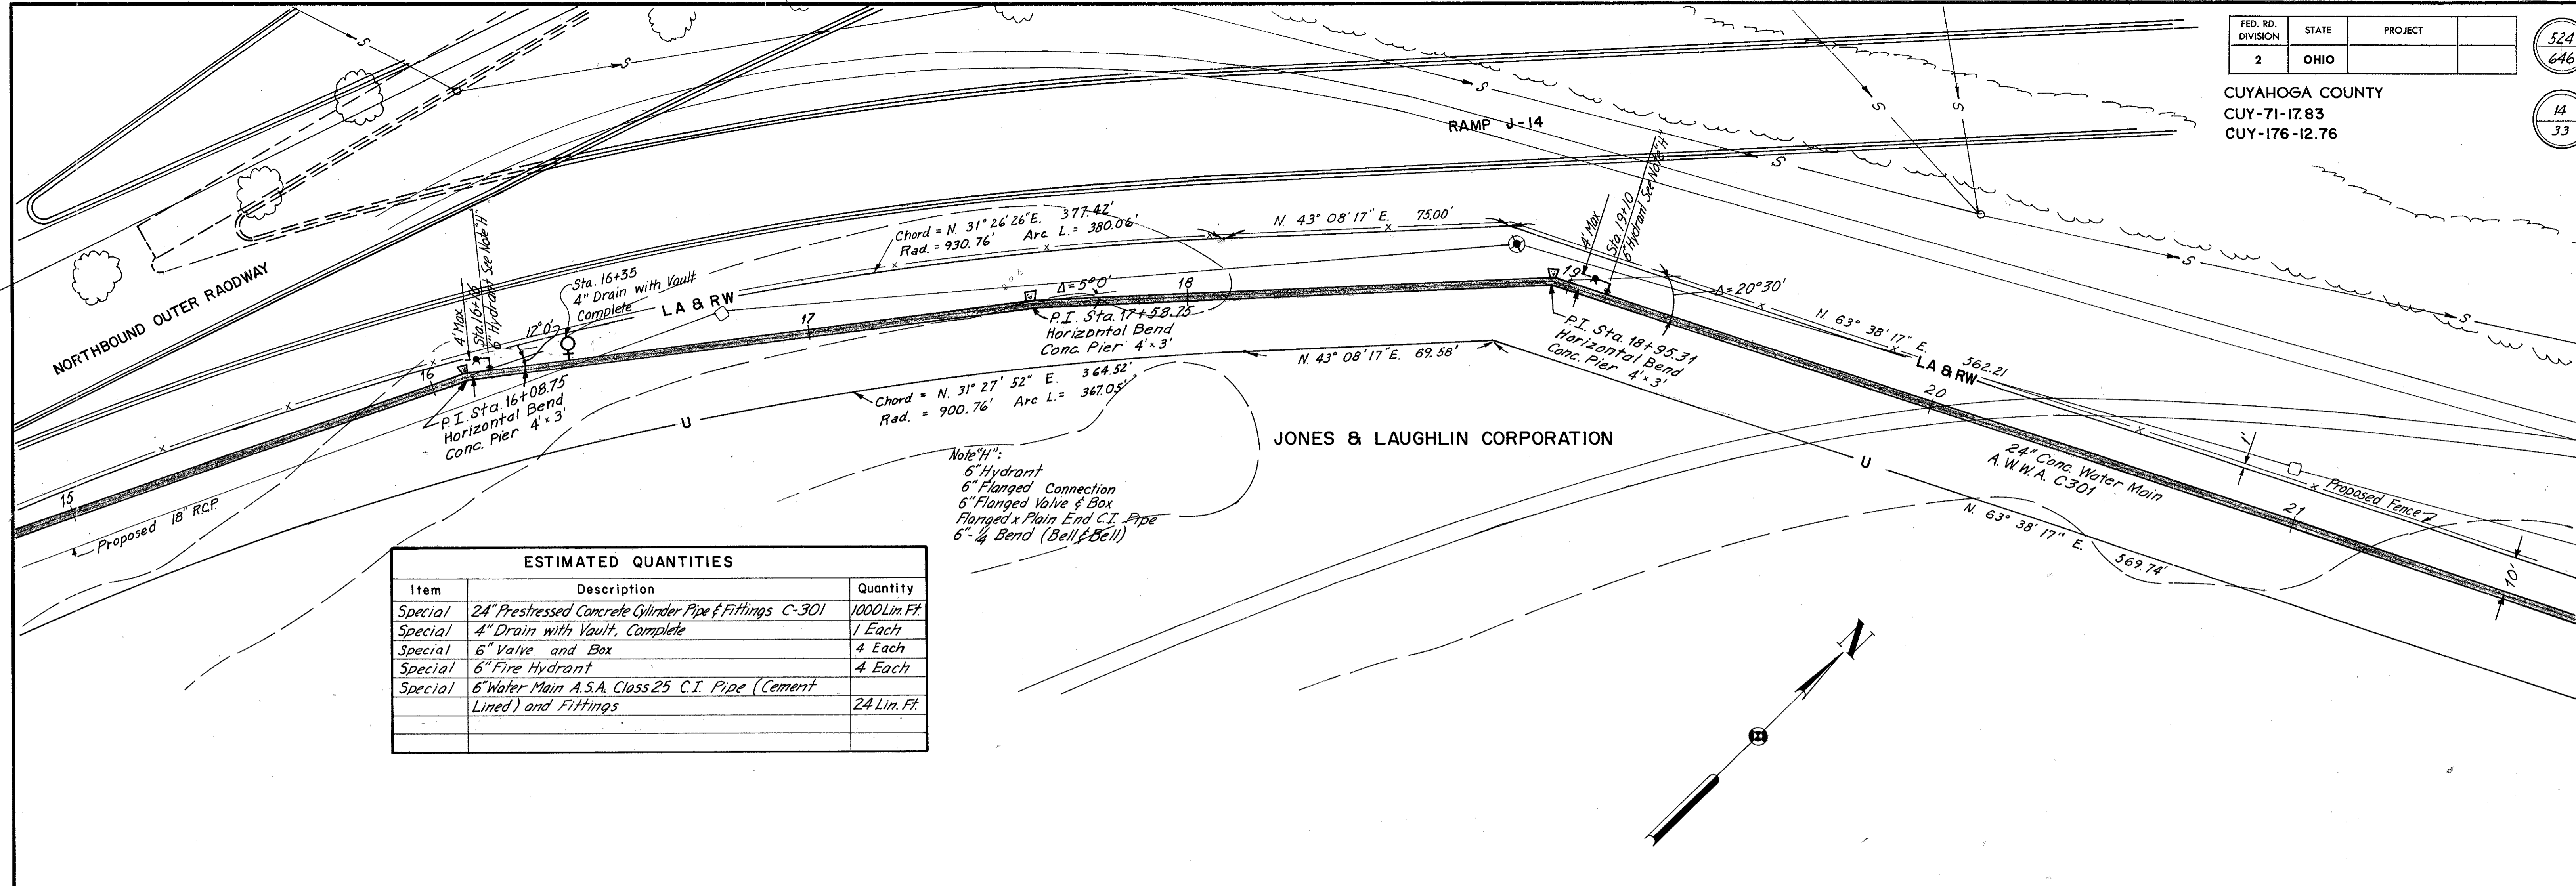 FED. RD. DIVISION STATE PROJECT
2 OHIO
524
646
CUYAHOGA COUNTY
CUY-71-17.83
CUY-176-12.76
14
33
RAMP J-14
NORTHBOUND OUTER RAODWAY
4' Max
6" Hydrant See Note "H"
12°0'
Sta. 16+35
4" Drain with Vault
Complete
LA & RW
Chord = N. 31° 26' 26" E. 377.42'
Rad. = 930.76' Arc L. = 380.06'
N. 43° 08' 17" E. 75.00'
4' Max
Sta. 19+10
6" Hydrant See Note "H"
Δ = 5°0'
Δ = 20°30'
N. 63° 38' 17" E. 562.21
LA & RW
15
16
17
18
19
20
21
P.I. Sta. 16+08.75
Horizontal Bend
Conc. Pier 4' x 3'
P.I. Sta. 17+58.75
Horizontal Bend
Conc. Pier 4' x 3'
P.I. Sta. 18+95.31
Horizontal Bend
Conc. Pier 4' x 3'
Chord = N. 31° 27' 52" E. 364.52'
Rad. = 900.76' Arc L. = 367.05'
N. 43° 08' 17" E. 69.58'
U
U
S
S
S
S
S
S
S
S
JONES & LAUGHLIN CORPORATION
24" Conc. Water Main
A.W.W.A. C301
1'
Proposed Fence
N. 63° 38' 17" E. 569.74'
10'
Proposed 18" R.C.P.
Note "H":
6" Hydrant
6" Flanged Connection
6" Flanged Valve & Box
Flanged x Plain End C.I. Pipe
6" - 1/4 Bend (Bell & Bell)
ESTIMATED QUANTITIES
Item Description Quantity
Special 24" Prestressed Concrete Cylinder Pipe & Fittings C-301 1000 Lin. Ft.
Special 4" Drain with Vault, Complete 1 Each
Special 6" Valve and Box 4 Each
Special 6" Fire Hydrant 4 Each
Special 6" Water Main A.S.A. Class 25 C.I. Pipe (Cement
Lined) and Fittings 24 Lin. Ft.
N